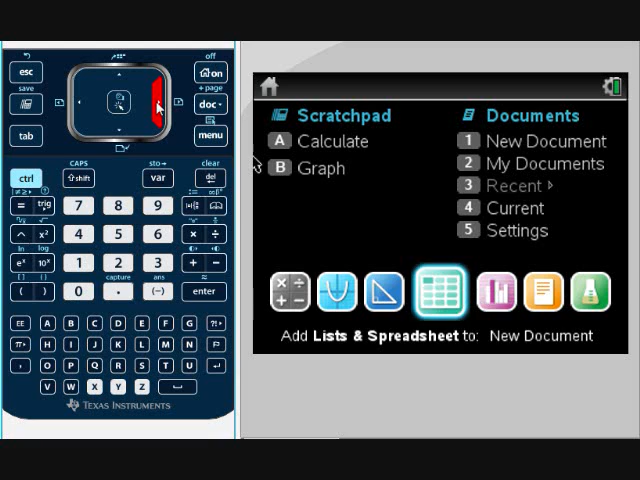 off
esc
on
save
+ page
doc
tab
menu
CAPS
sto→
clear
ctrl
⇧shift
var
del
= trig 7 8 9
^ x² 4 5 6 × ÷
ln log
eˣ 10ˣ 1 2 3 + −
[ ] { } capture ans ≈
( ) 0 . (−) enter
EE A B C D E F G ?!▸
π▸ H I J K L M N
, O P Q R S T U ↵
V W X Y Z
TEXAS INSTRUMENTS
Scratchpad
A Calculate
B Graph
Documents
1 New Document
2 My Documents
3 Recent ▸
4 Current
5 Settings
Add Lists & Spreadsheet to: New Document